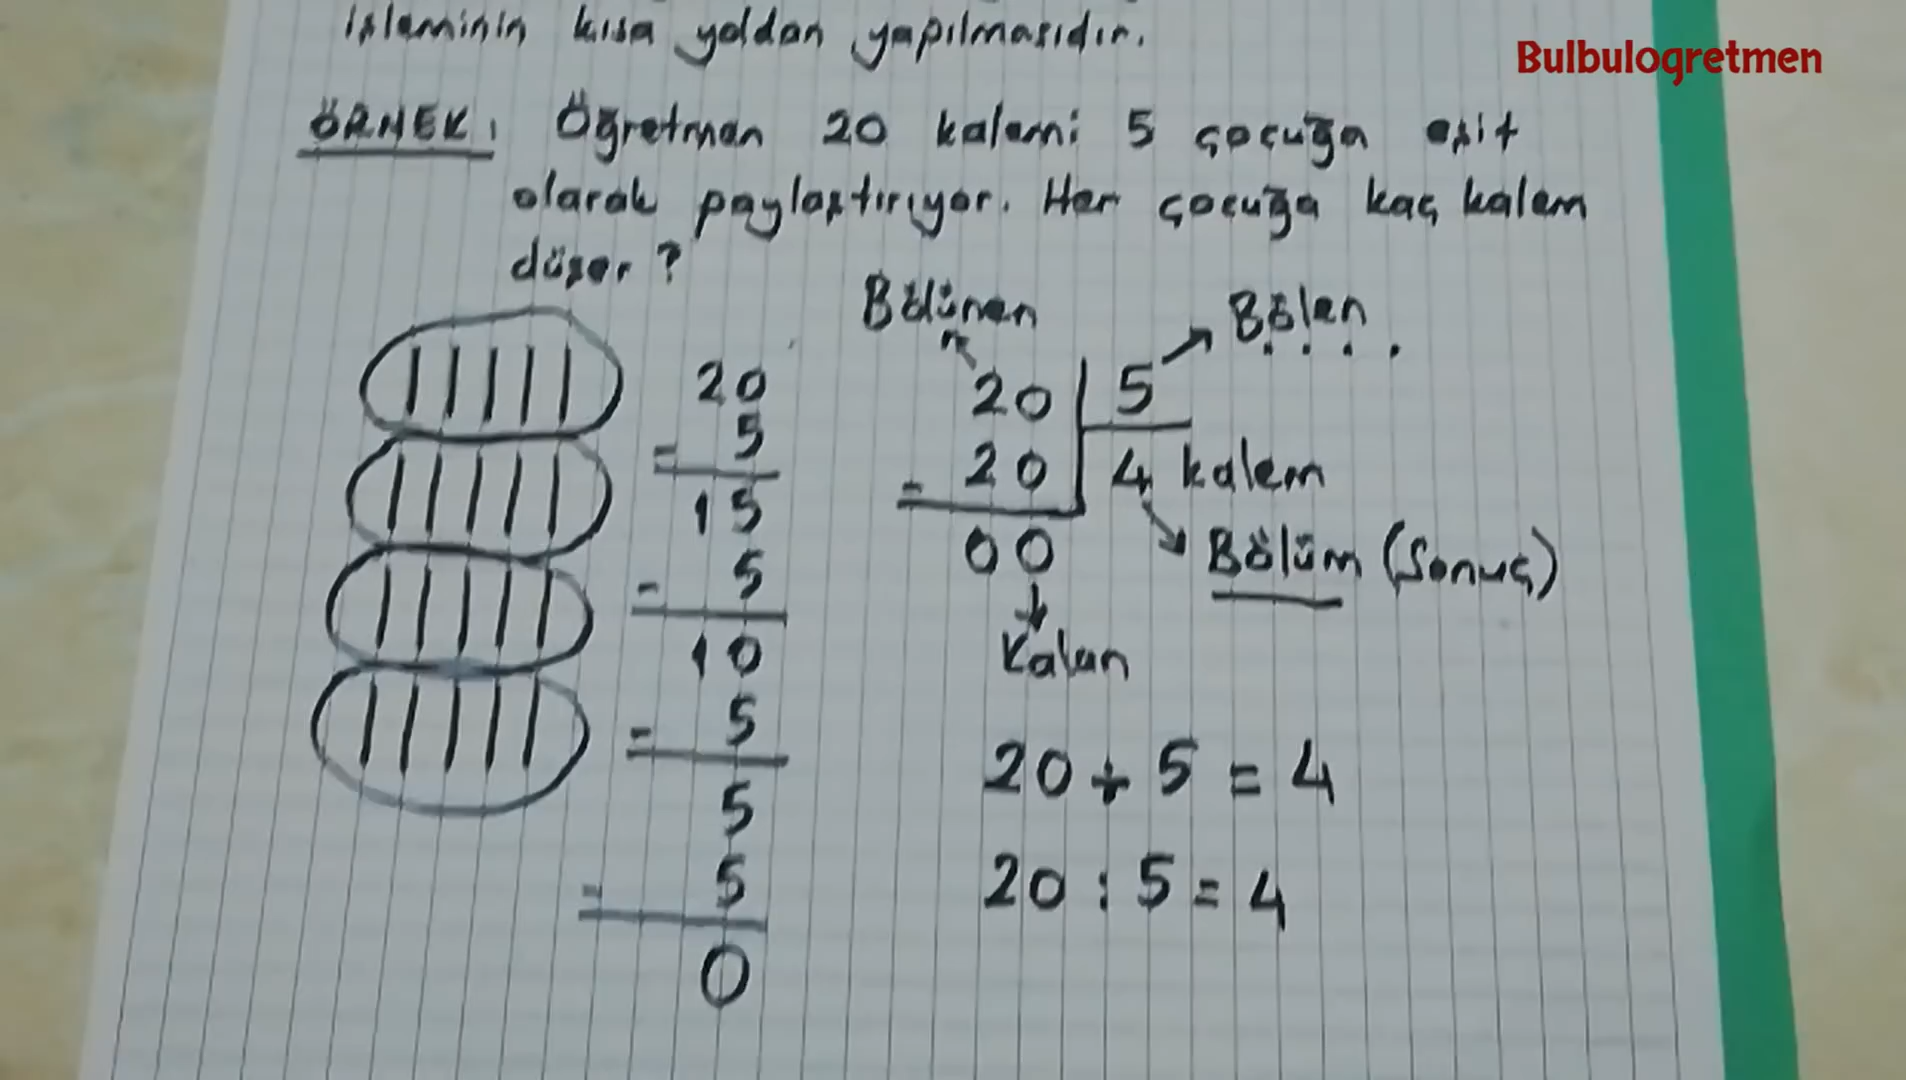 işleminin kısa yoldan yapılmasıdır.
Bulbulogretmen
ÖRNEK: Öğretmen 20 kalemi 5 çocuğa eşit
olarak paylaştırıyor. Her çocuğa kaç kalem
düşer?
Bölünen
Bölen
20
- 5
15
- 5
10
- 5
5
- 5
0
20 5
- 20 4 kalem
00 Bölüm (Sonuç)
Kalan
20 ÷ 5 = 4
20 : 5 = 4